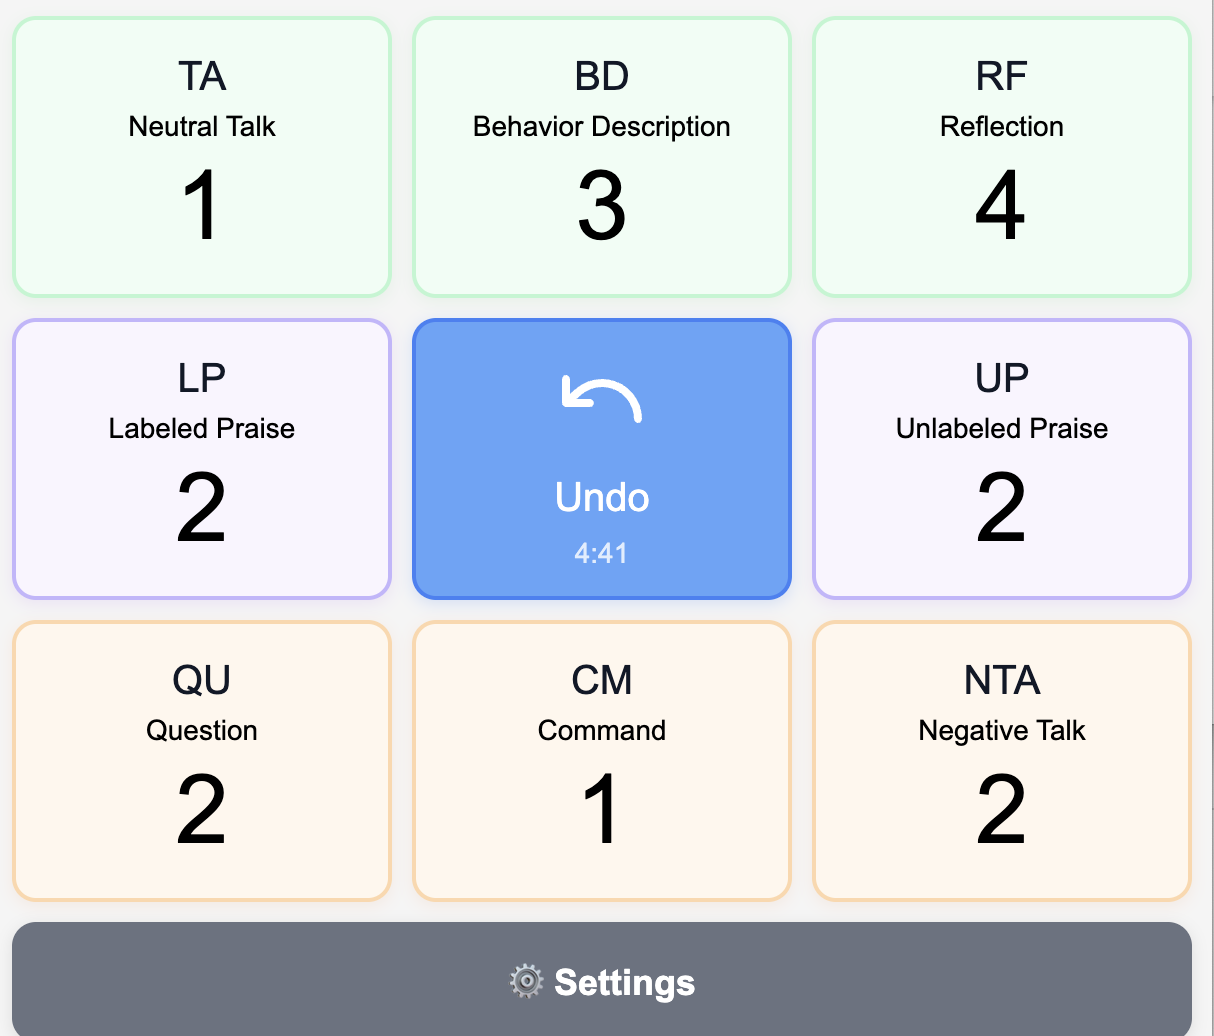 TA
Neutral Talk
1
BD
Behavior Description
3
RF
Reflection
4
LP
Labeled Praise
2
Undo
4:41
UP
Unlabeled Praise
2
QU
Question
2
CM
Command
1
NTA
Negative Talk
2
⚙️ Settings